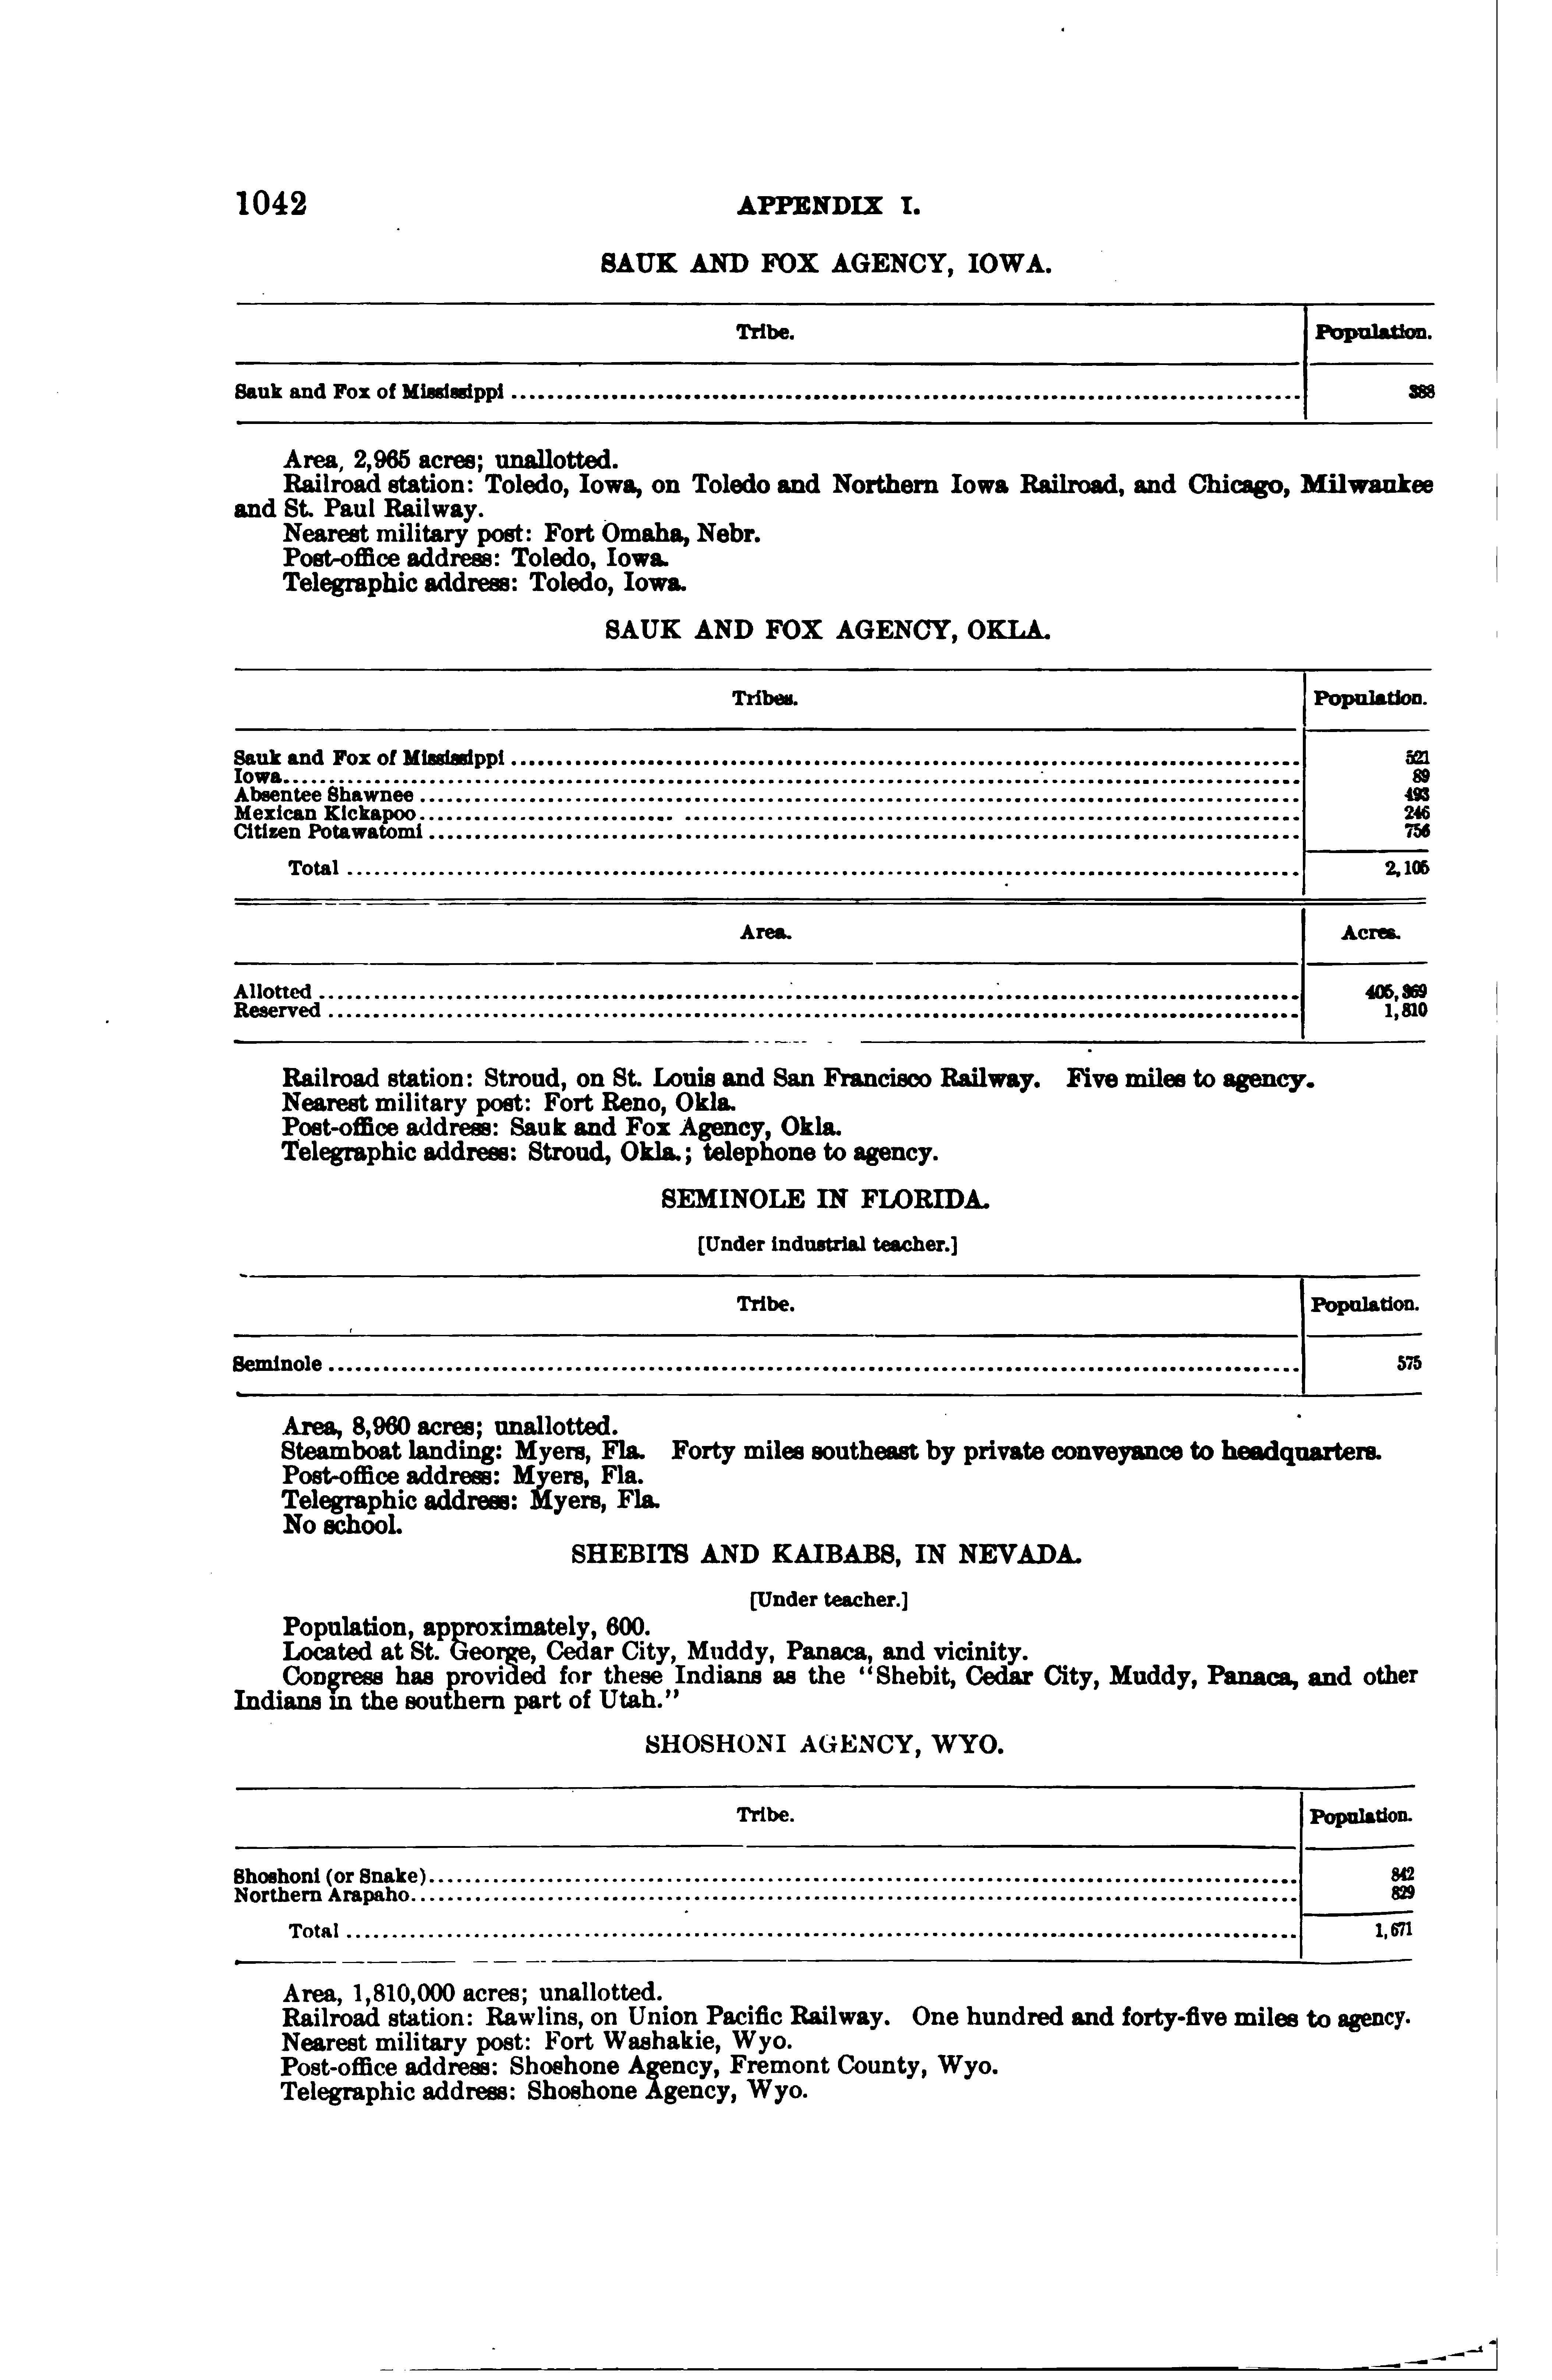 1042 APPENDIX I.
SAUK AND FOX AGENCY, IOWA.
Tribe. Population.
Sauk and Fox of Mississippi 388
Area, 2,965 acres; unallotted.
Railroad station: Toledo, Iowa, on Toledo and Northern Iowa Railroad, and Chicago, Milwaukee
and St. Paul Railway.
Nearest military post: Fort Omaha, Nebr.
Post-office address: Toledo, Iowa.
Telegraphic address: Toledo, Iowa.
SAUK AND FOX AGENCY, OKLA.
Tribes. Population.
Sauk and Fox of Mississippi 521
Iowa 89
Absentee Shawnee 493
Mexican Kickapoo 246
Citizen Potawatomi 756
Total 2,105
Area. Acres.
Allotted 405,369
Reserved 1,810
Railroad station: Stroud, on St. Louis and San Francisco Railway. Five miles to agency.
Nearest military post: Fort Reno, Okla.
Post-office address: Sauk and Fox Agency, Okla.
Telegraphic address: Stroud, Okla.; telephone to agency.
SEMINOLE IN FLORIDA.
[Under industrial teacher.]
Tribe. Population.
Seminole 575
Area, 8,960 acres; unallotted.
Steamboat landing: Myers, Fla. Forty miles southeast by private conveyance to headquarters.
Post-office address: Myers, Fla.
Telegraphic address: Myers, Fla.
No school.
SHEBITS AND KAIBABS, IN NEVADA.
[Under teacher.]
Population, approximately, 600.
Located at St. George, Cedar City, Muddy, Panaca, and vicinity.
Congress has provided for these Indians as the "Shebit, Cedar City, Muddy, Panaca, and other
Indians in the southern part of Utah."
SHOSHONI AGENCY, WYO.
Tribe. Population.
Shoshoni (or Snake) 842
Northern Arapaho 829
Total 1,671
Area, 1,810,000 acres; unallotted.
Railroad station: Rawlins, on Union Pacific Railway. One hundred and forty-five miles to agency.
Nearest military post: Fort Washakie, Wyo.
Post-office address: Shoshone Agency, Fremont County, Wyo.
Telegraphic address: Shoshone Agency, Wyo.